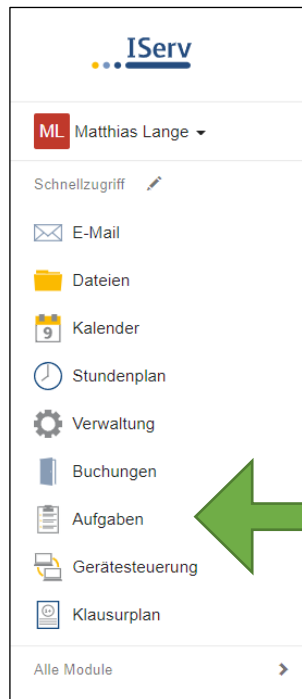 IServ
ML Matthias Lange
Schnellzugriff
E-Mail
Dateien
9 Kalender
Stundenplan
Verwaltung
Buchungen
Aufgaben
Gerätesteuerung
Klausurplan
Alle Module